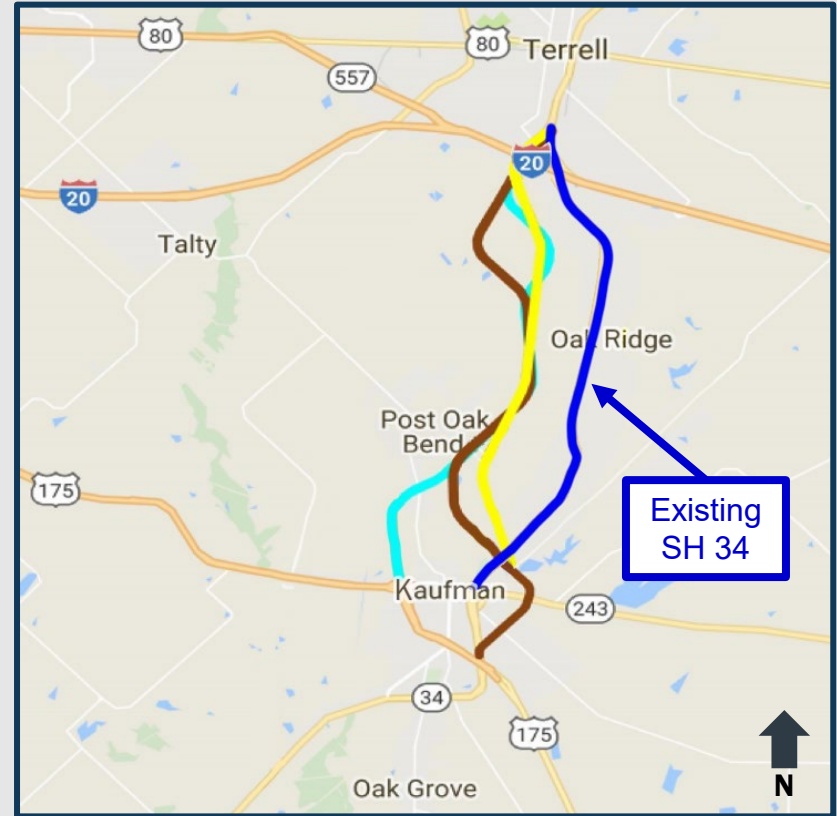 80
80
Terrell
557
20
20
Talty
Oak Ridge
Post Oak
Bend
175
Existing
SH 34
Kaufman
243
34
175
Oak Grove
N